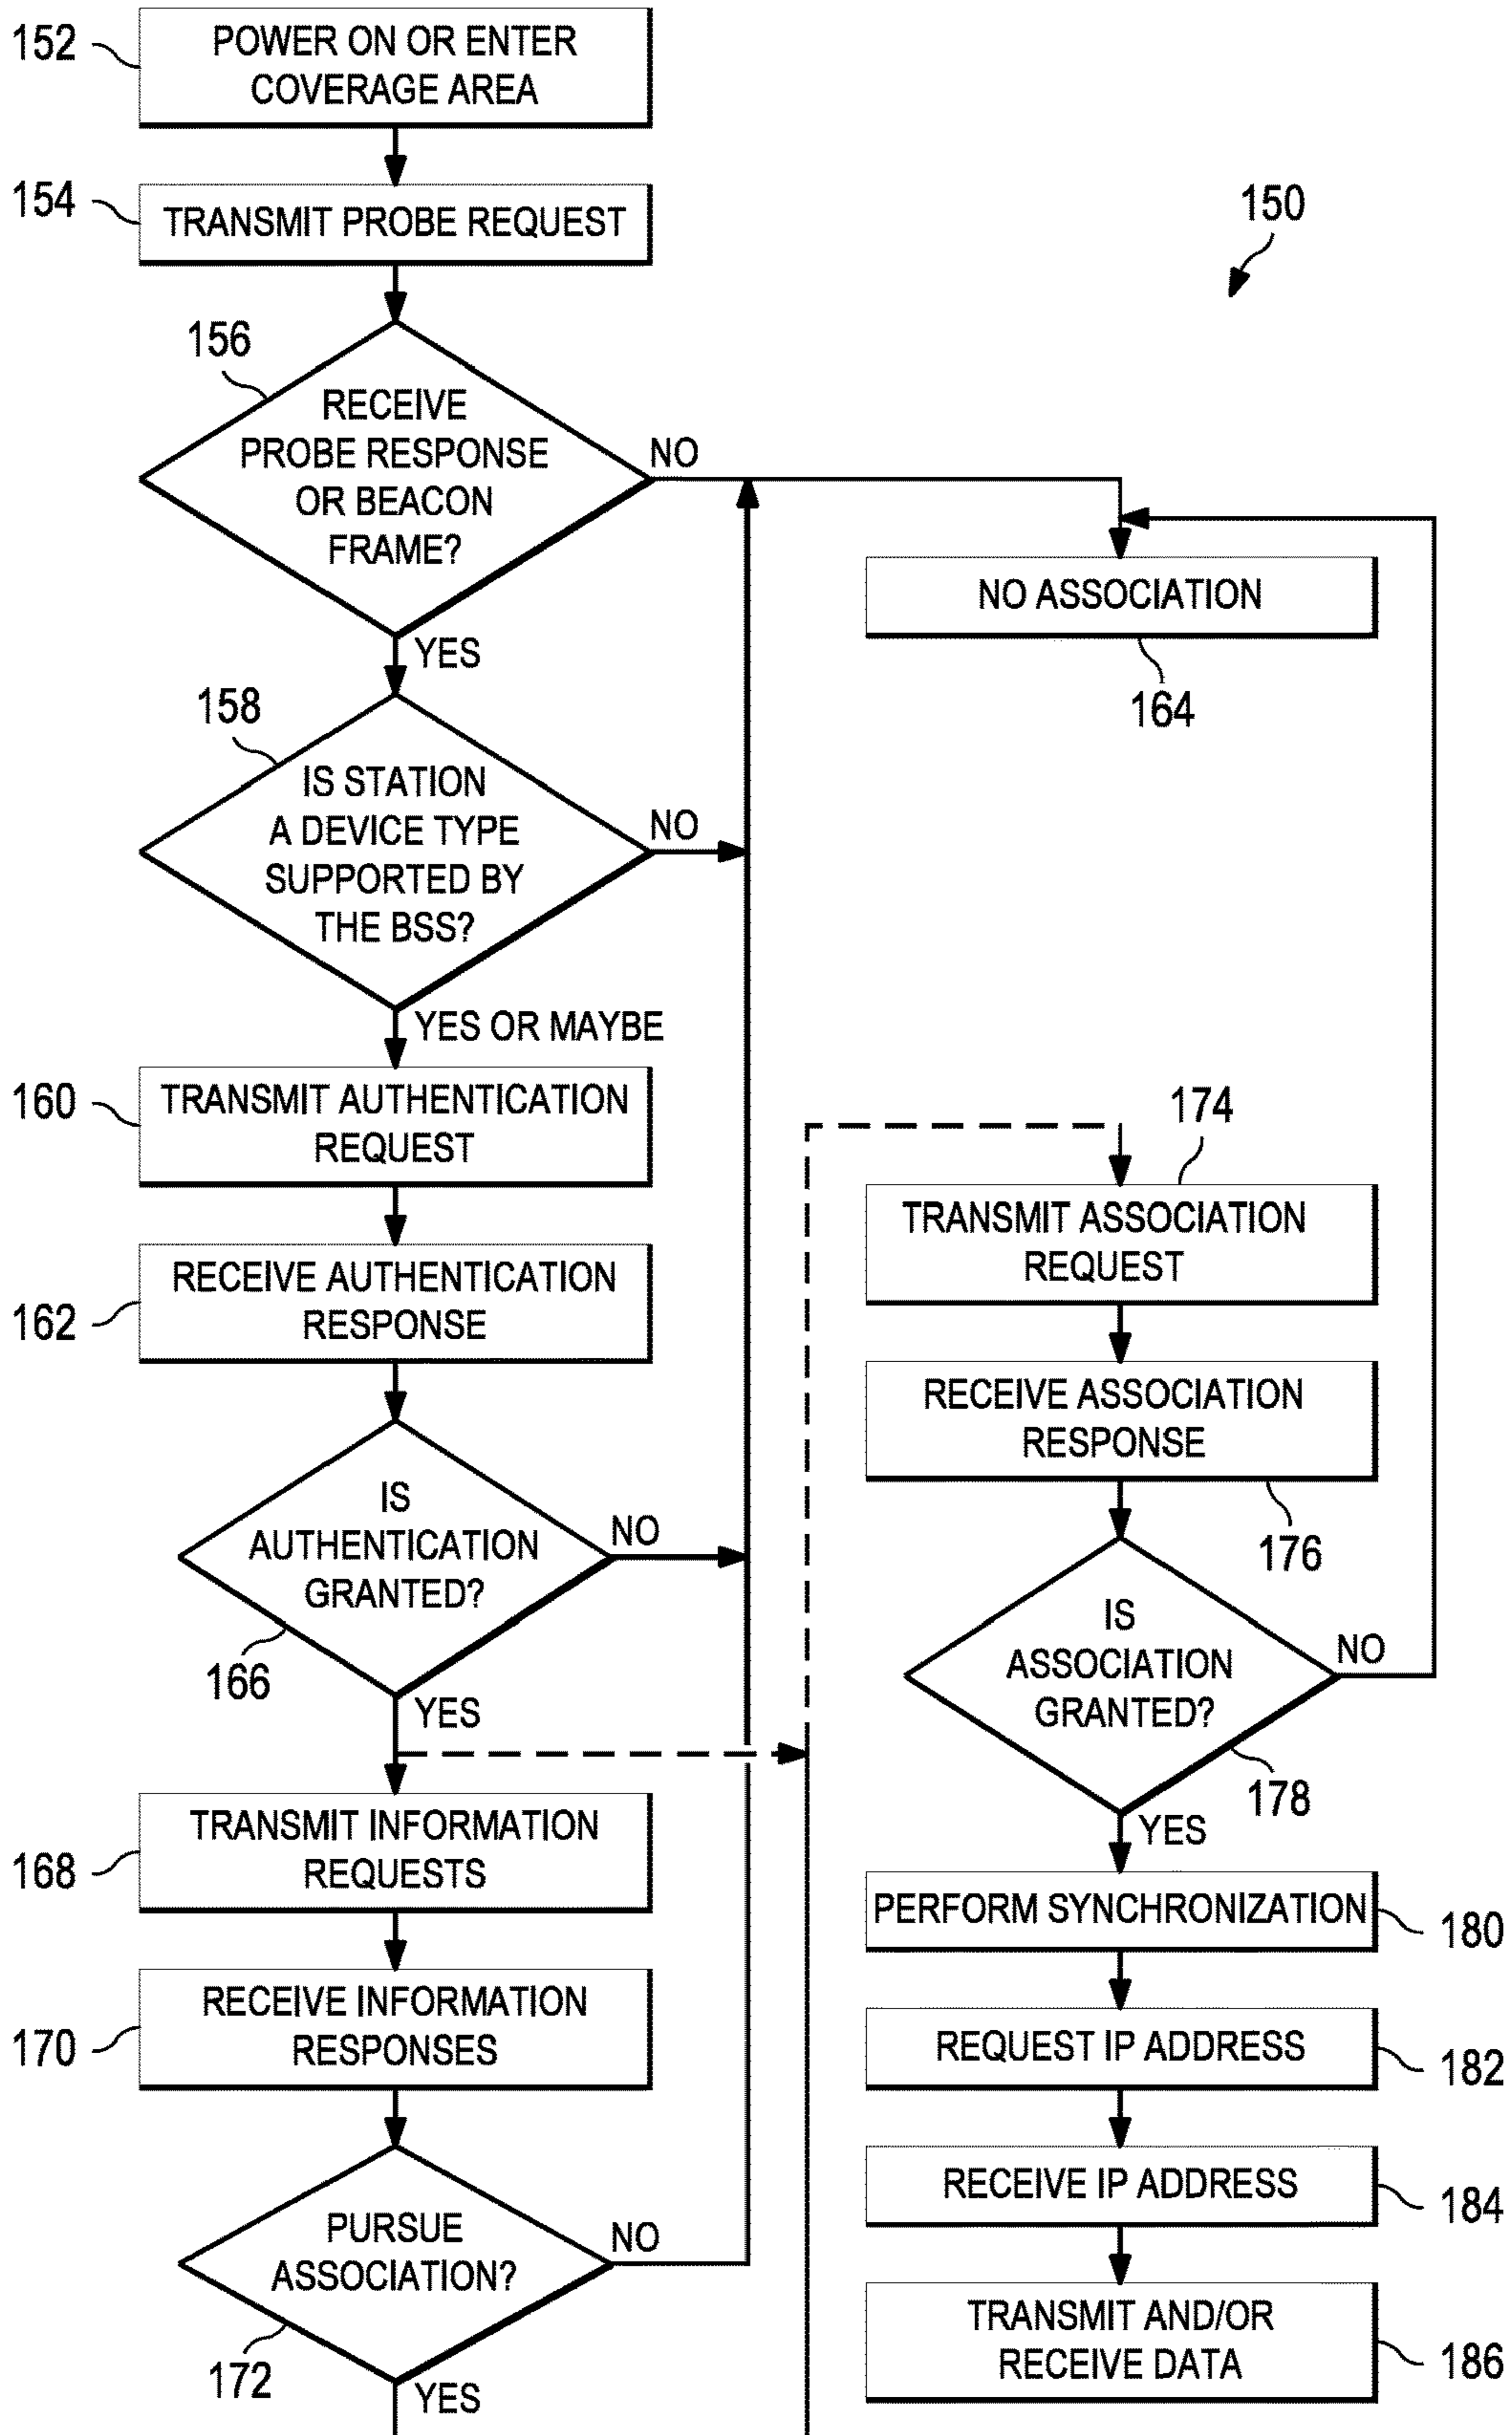 152
POWER ON OR ENTER
COVERAGE AREA
154
TRANSMIT PROBE REQUEST
150
156
RECEIVE
PROBE RESPONSE
OR BEACON
FRAME?
NO
YES
NO ASSOCIATION
164
158
IS STATION
A DEVICE TYPE
SUPPORTED BY
THE BSS?
NO
YES OR MAYBE
160
TRANSMIT AUTHENTICATION
REQUEST
162
RECEIVE AUTHENTICATION
RESPONSE
IS
AUTHENTICATION
GRANTED?
NO
166
YES
168
TRANSMIT INFORMATION
REQUESTS
170
RECEIVE INFORMATION
RESPONSES
PURSUE
ASSOCIATION?
NO
172
YES
174
TRANSMIT ASSOCIATION
REQUEST
RECEIVE ASSOCIATION
RESPONSE
176
IS
ASSOCIATION
GRANTED?
NO
178
YES
PERFORM SYNCHRONIZATION
180
REQUEST IP ADDRESS
182
RECEIVE IP ADDRESS
184
TRANSMIT AND/OR
RECEIVE DATA
186